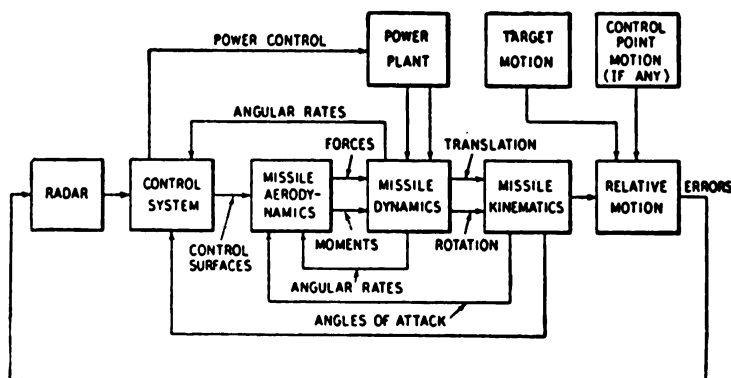 POWER CONTROL
POWER
PLANT
TARGET
MOTION
CONTROL
POINT
MOTION
(IF ANY)
ANGULAR RATES
FORCES
TRANSLATION
RADAR
CONTROL
SYSTEM
MISSILE
AERODY-
NAMICS
MISSILE
DYNAMICS
MISSILE
KINEMATICS
RELATIVE
MOTION
ERRORS
CONTROL
SURFACES
MOMENTS
ROTATION
ANGULAR RATES
ANGLES OF ATTACK